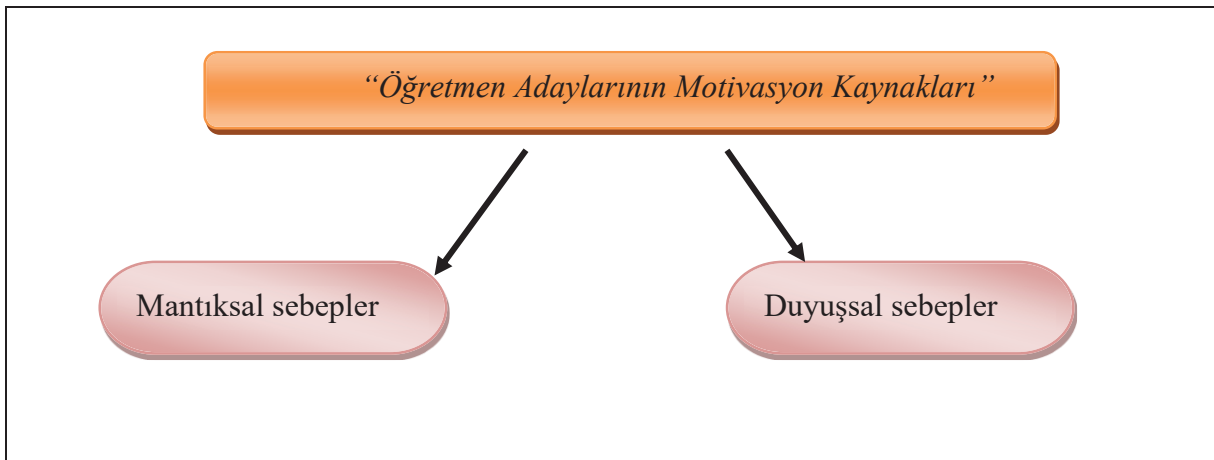 “Öğretmen Adaylarının Motivasyon Kaynakları”
Mantıksal sebepler
Duyuşsal sebepler